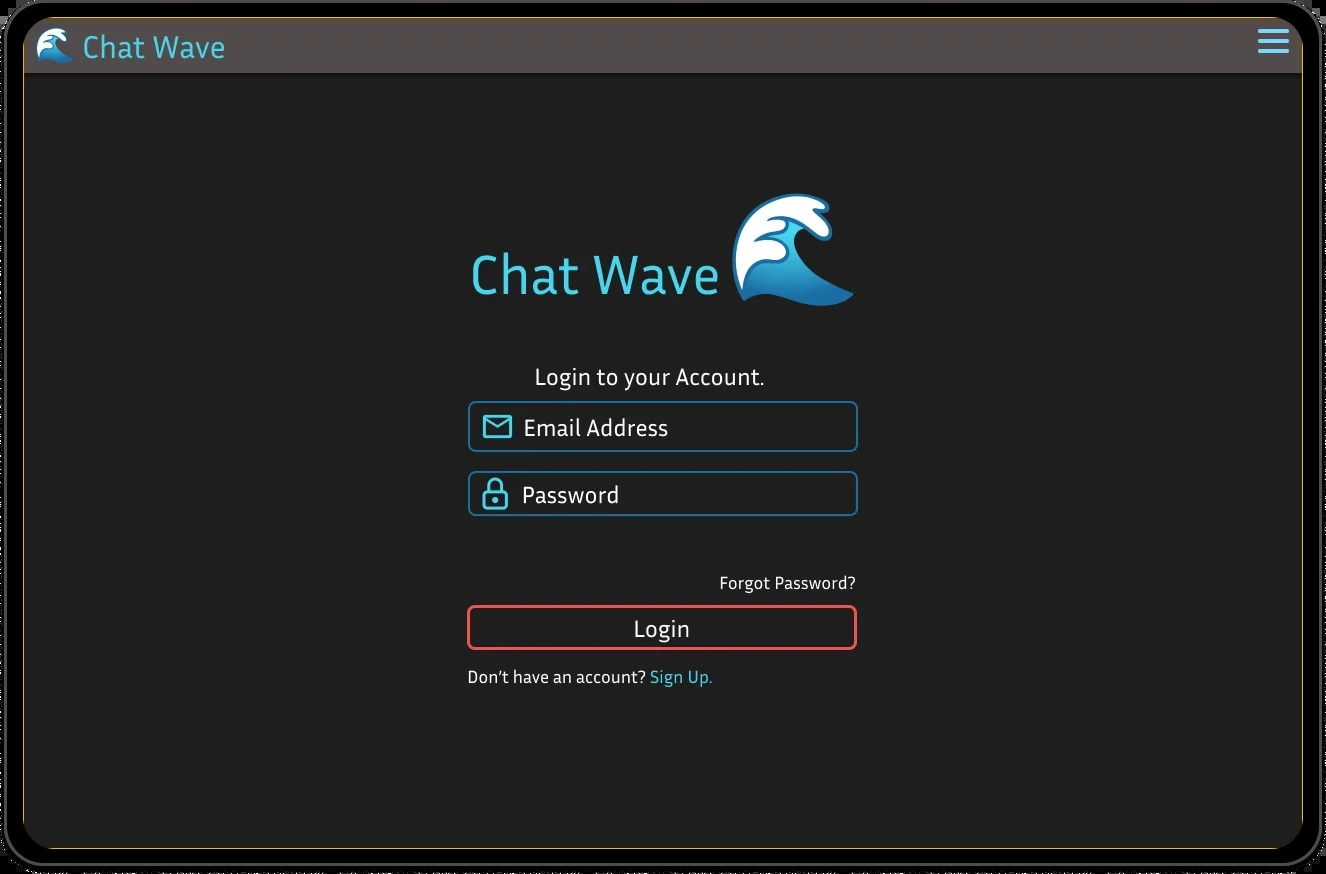 Chat Wave
Chat Wave
Login to your Account.
Email Address
Password
Forgot Password?
Login
Don't have an account? Sign Up.